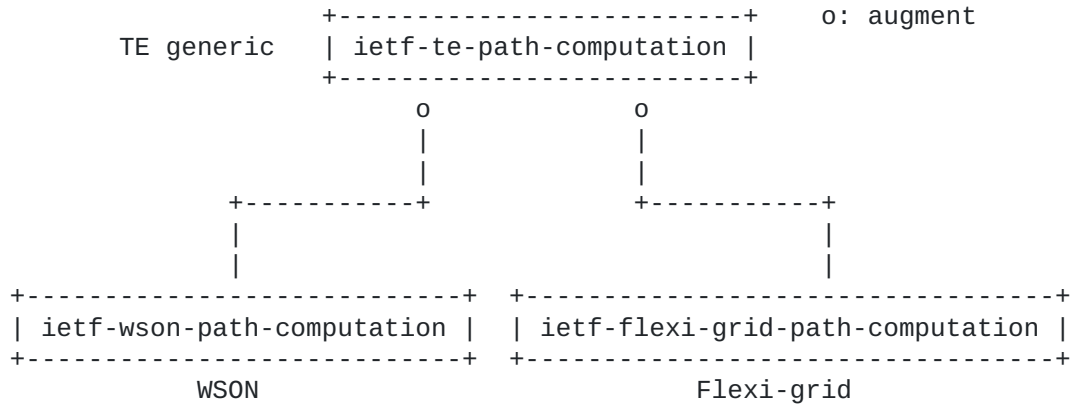 o: augment
TE generic | ietf-te-path-computation |
o o
| ietf-wson-path-computation | | ietf-flexi-grid-path-computation |
WSON Flexi-grid